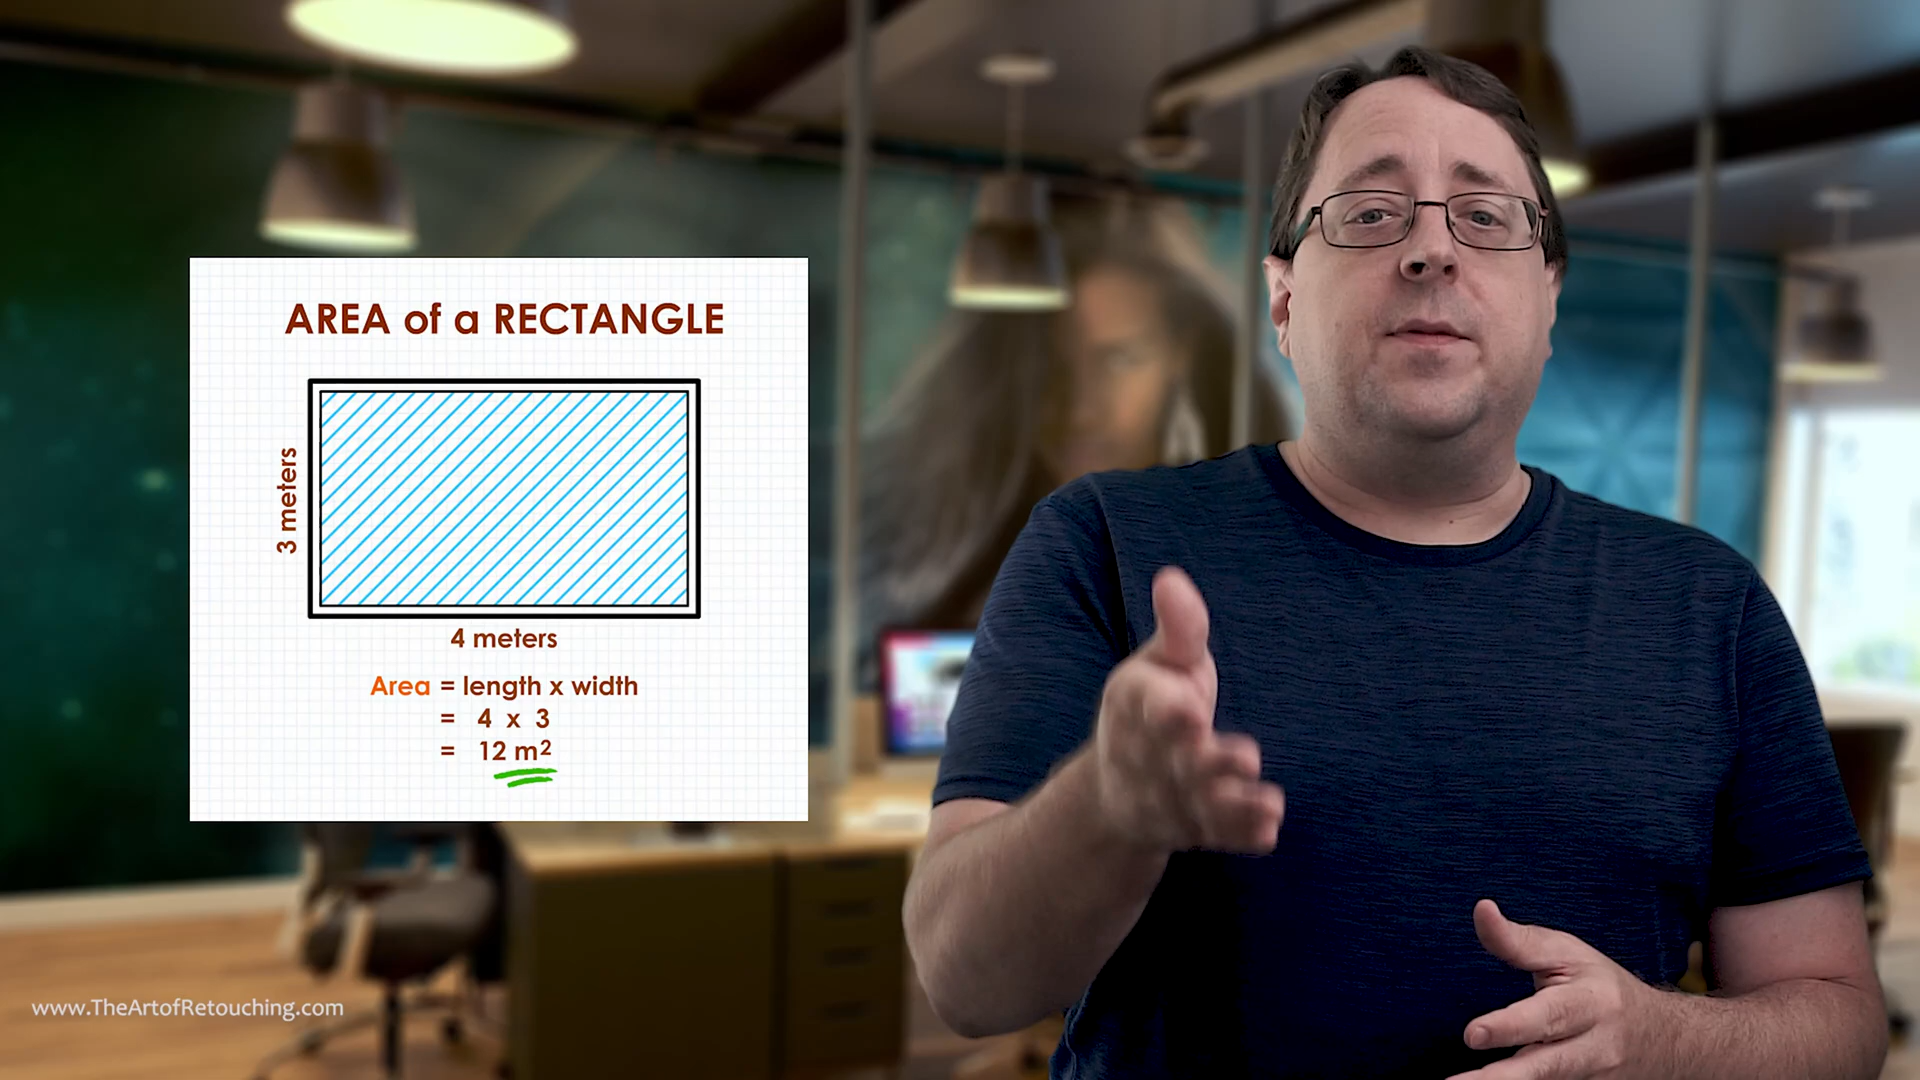 AREA of a RECTANGLE
3 meters
4 meters
Area = length x width
= 4 x 3
= 12 m²
www.TheArtofRetouching.com